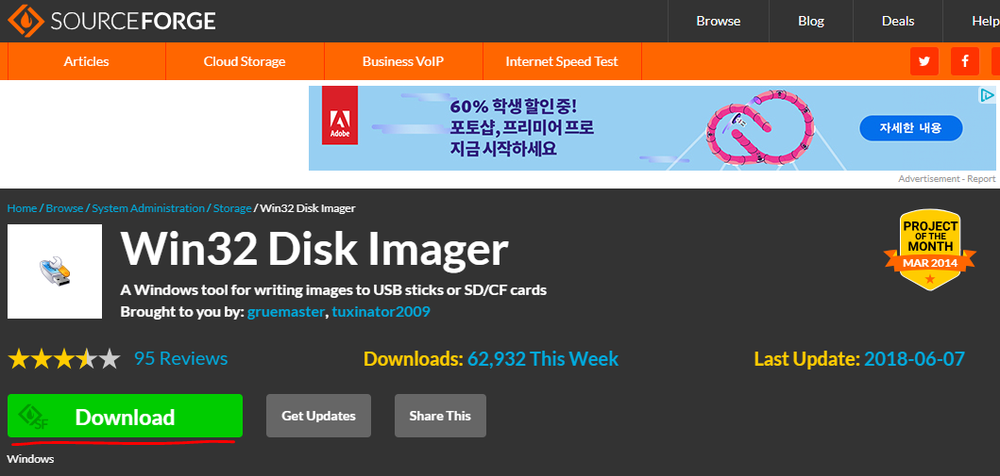 SOURCEFORGE
Browse
Blog
Deals
Help
Articles
Cloud Storage
Business VoIP
Internet Speed Test
Adobe
60% 학생 할인 중!
포토샵, 프리미어 프로
지금 시작하세요
자세한 내용
Advertisement - Report
Home / Browse / System Administration / Storage / Win32 Disk Imager
Win32 Disk Imager
A Windows tool for writing images to USB sticks or SD/CF cards
Brought to you by: gruemaster, tuxinator2009
PROJECT
OF THE
MONTH
MAR 2014
95 Reviews
Downloads: 62,932 This Week
Last Update: 2018-06-07
SF
Download
Get Updates
Share This
Windows